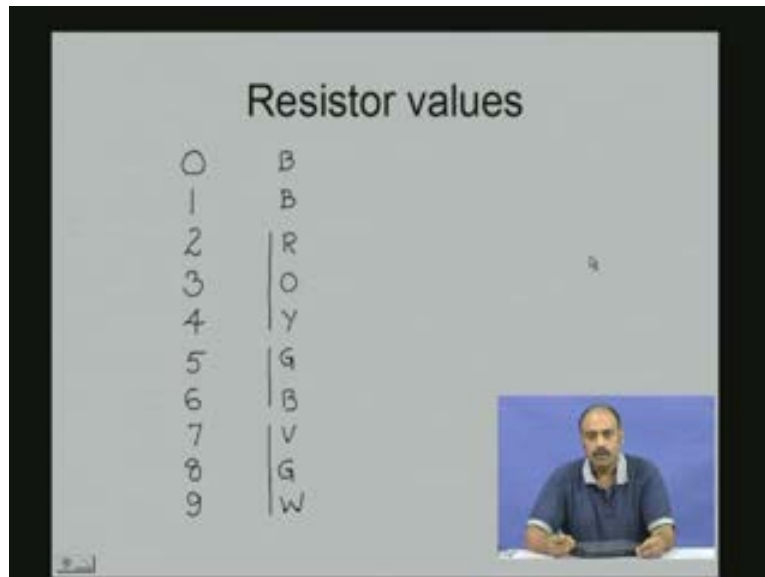 Resistor values
0 B
1 B
2 R
3 O
4 Y
5 G
6 B
7 V
8 G
9 W